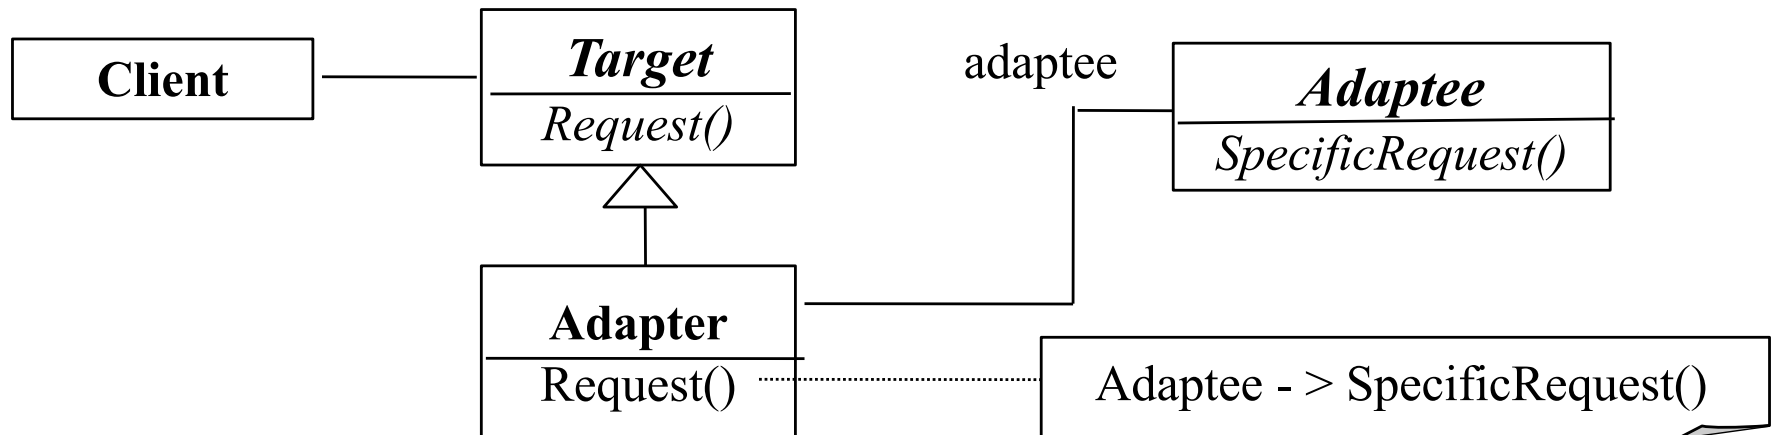 Client
Target
Request()
adaptee
Adaptee
SpecificRequest()
Adapter
Request()
Adaptee - > SpecificRequest()